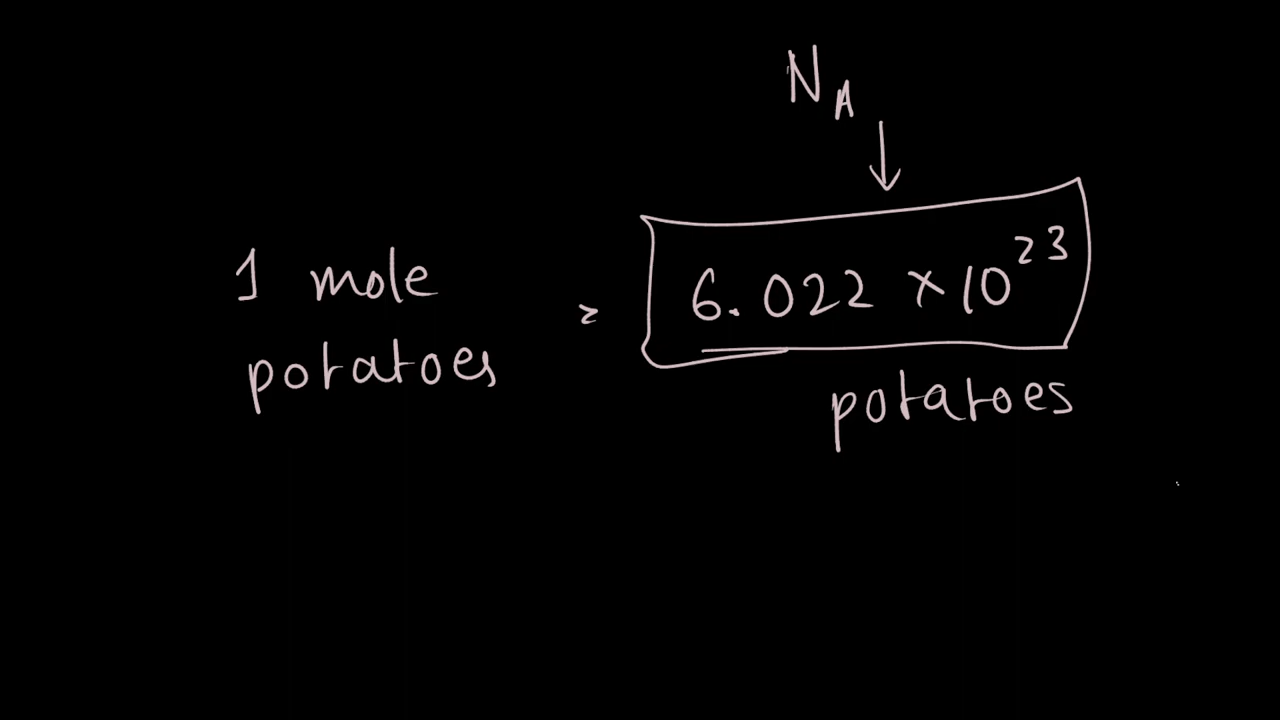 N_A
1 mole
potatoes
= 6.022 × 10^23
potatoes